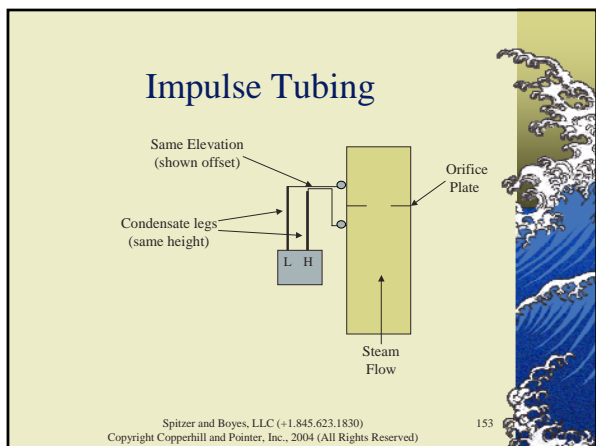 Impulse Tubing
Same Elevation
(shown offset)
Orifice
Plate
Condensate legs
(same height)
L H
Steam
Flow
Spitzer and Boyes, LLC (+1.845.623.1830)
Copyright Copperhill and Pointer, Inc., 2004 (All Rights Reserved)
153